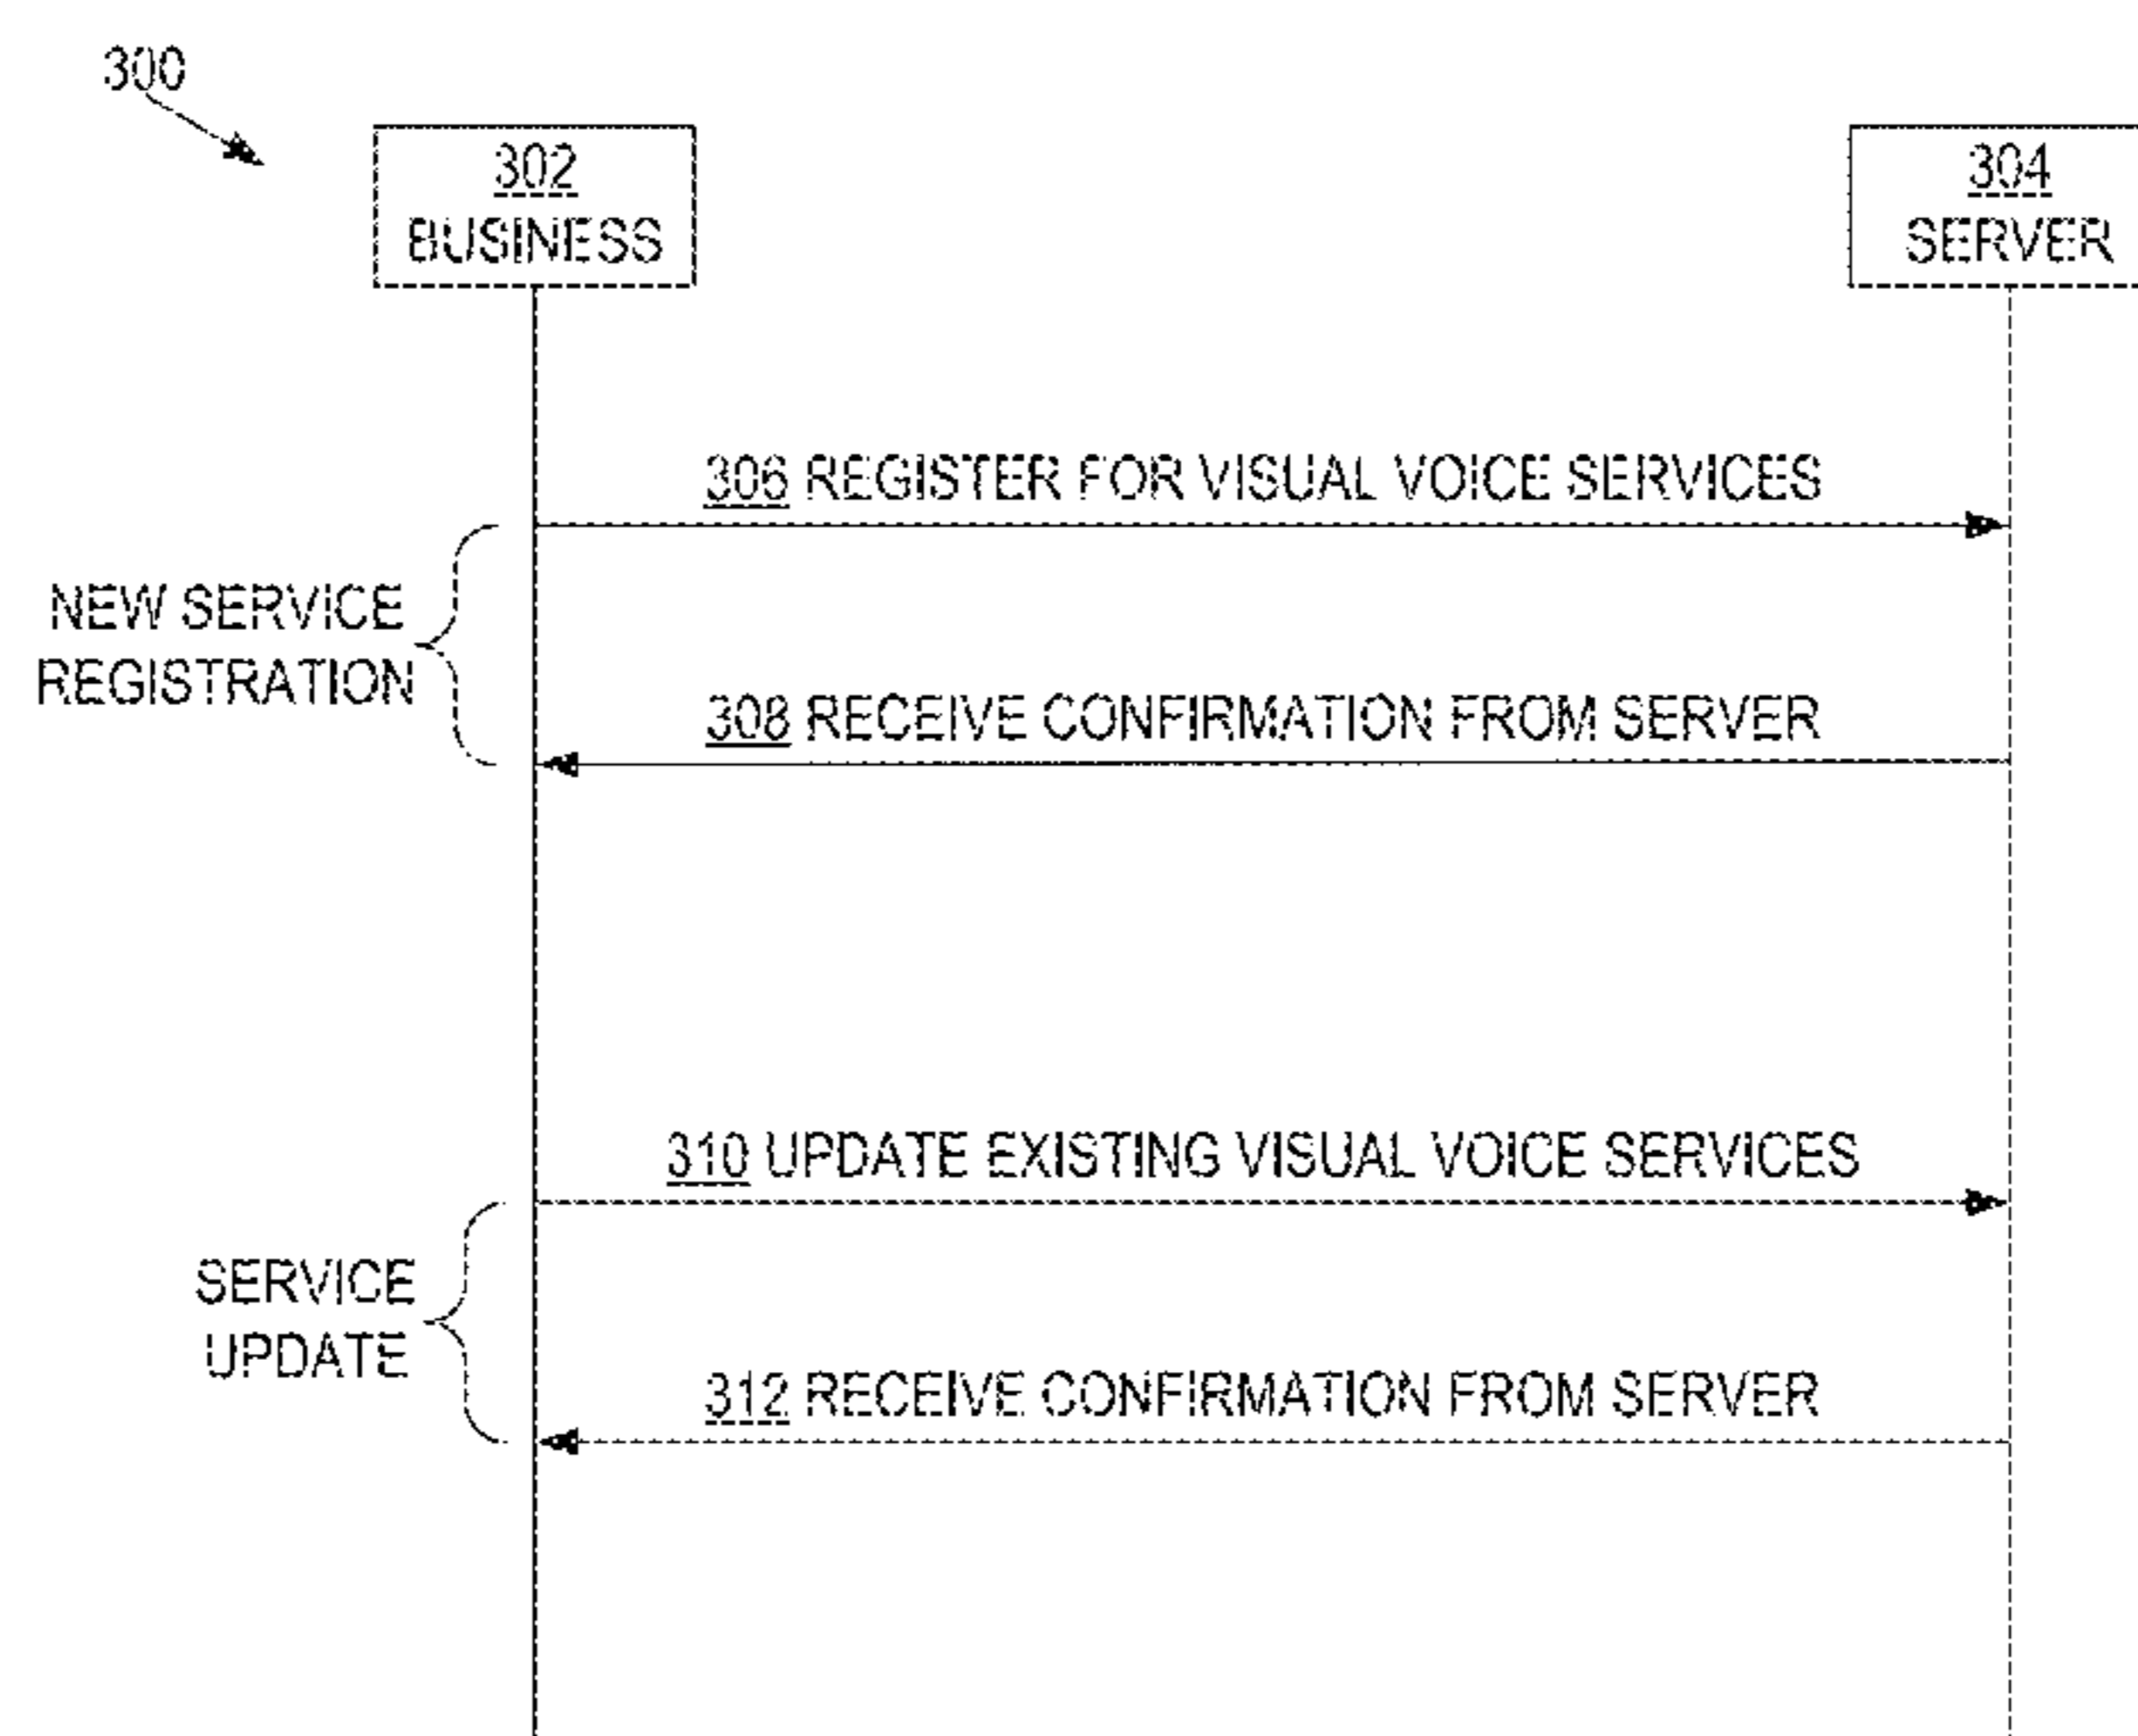 300
302
BUSINESS
304
SERVER
306 REGISTER FOR VISUAL VOICE SERVICES
NEW SERVICE
REGISTRATION
308 RECEIVE CONFIRMATION FROM SERVER
310 UPDATE EXISTING VISUAL VOICE SERVICES
SERVICE
UPDATE
312 RECEIVE CONFIRMATION FROM SERVER